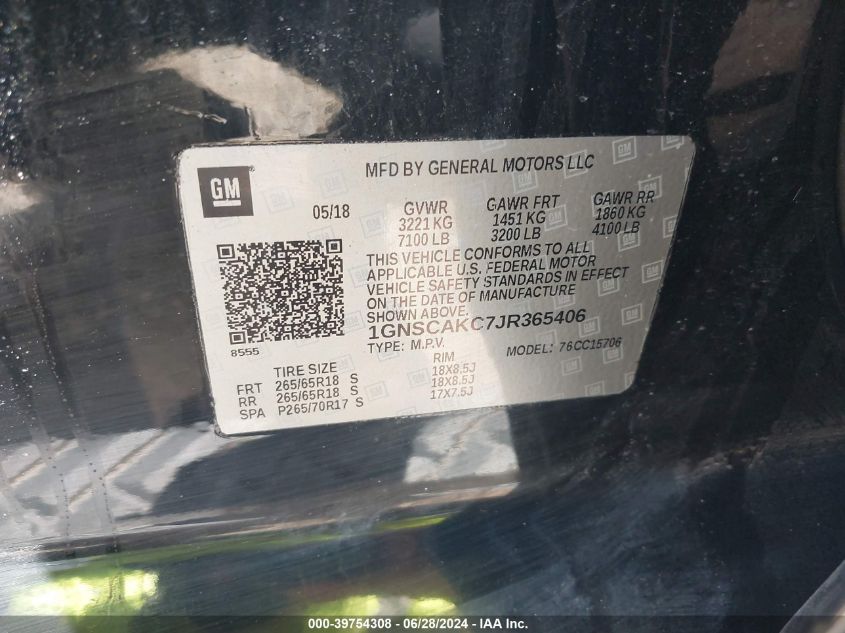 GM
MFD BY GENERAL MOTORS LLC
05/18
GVWR GAWR FRT GAWR RR
3221 KG 1451 KG 1860 KG
7100 LB 3200 LB 4100 LB
THIS VEHICLE CONFORMS TO ALL
APPLICABLE U.S. FEDERAL MOTOR
VEHICLE SAFETY STANDARDS IN EFFECT
ON THE DATE OF MANUFACTURE
SHOWN ABOVE.
1GNSCAKC7JR365406
8555
TYPE: M.P.V. MODEL: 76CC15706
TIRE SIZE RIM
FRT 265/65R18 S 18X8.5J
RR 265/65R18 S 18X8.5J
SPA P265/70R17 S 17X7.5J
000-39754308 - 06/28/2024 - IAA Inc.